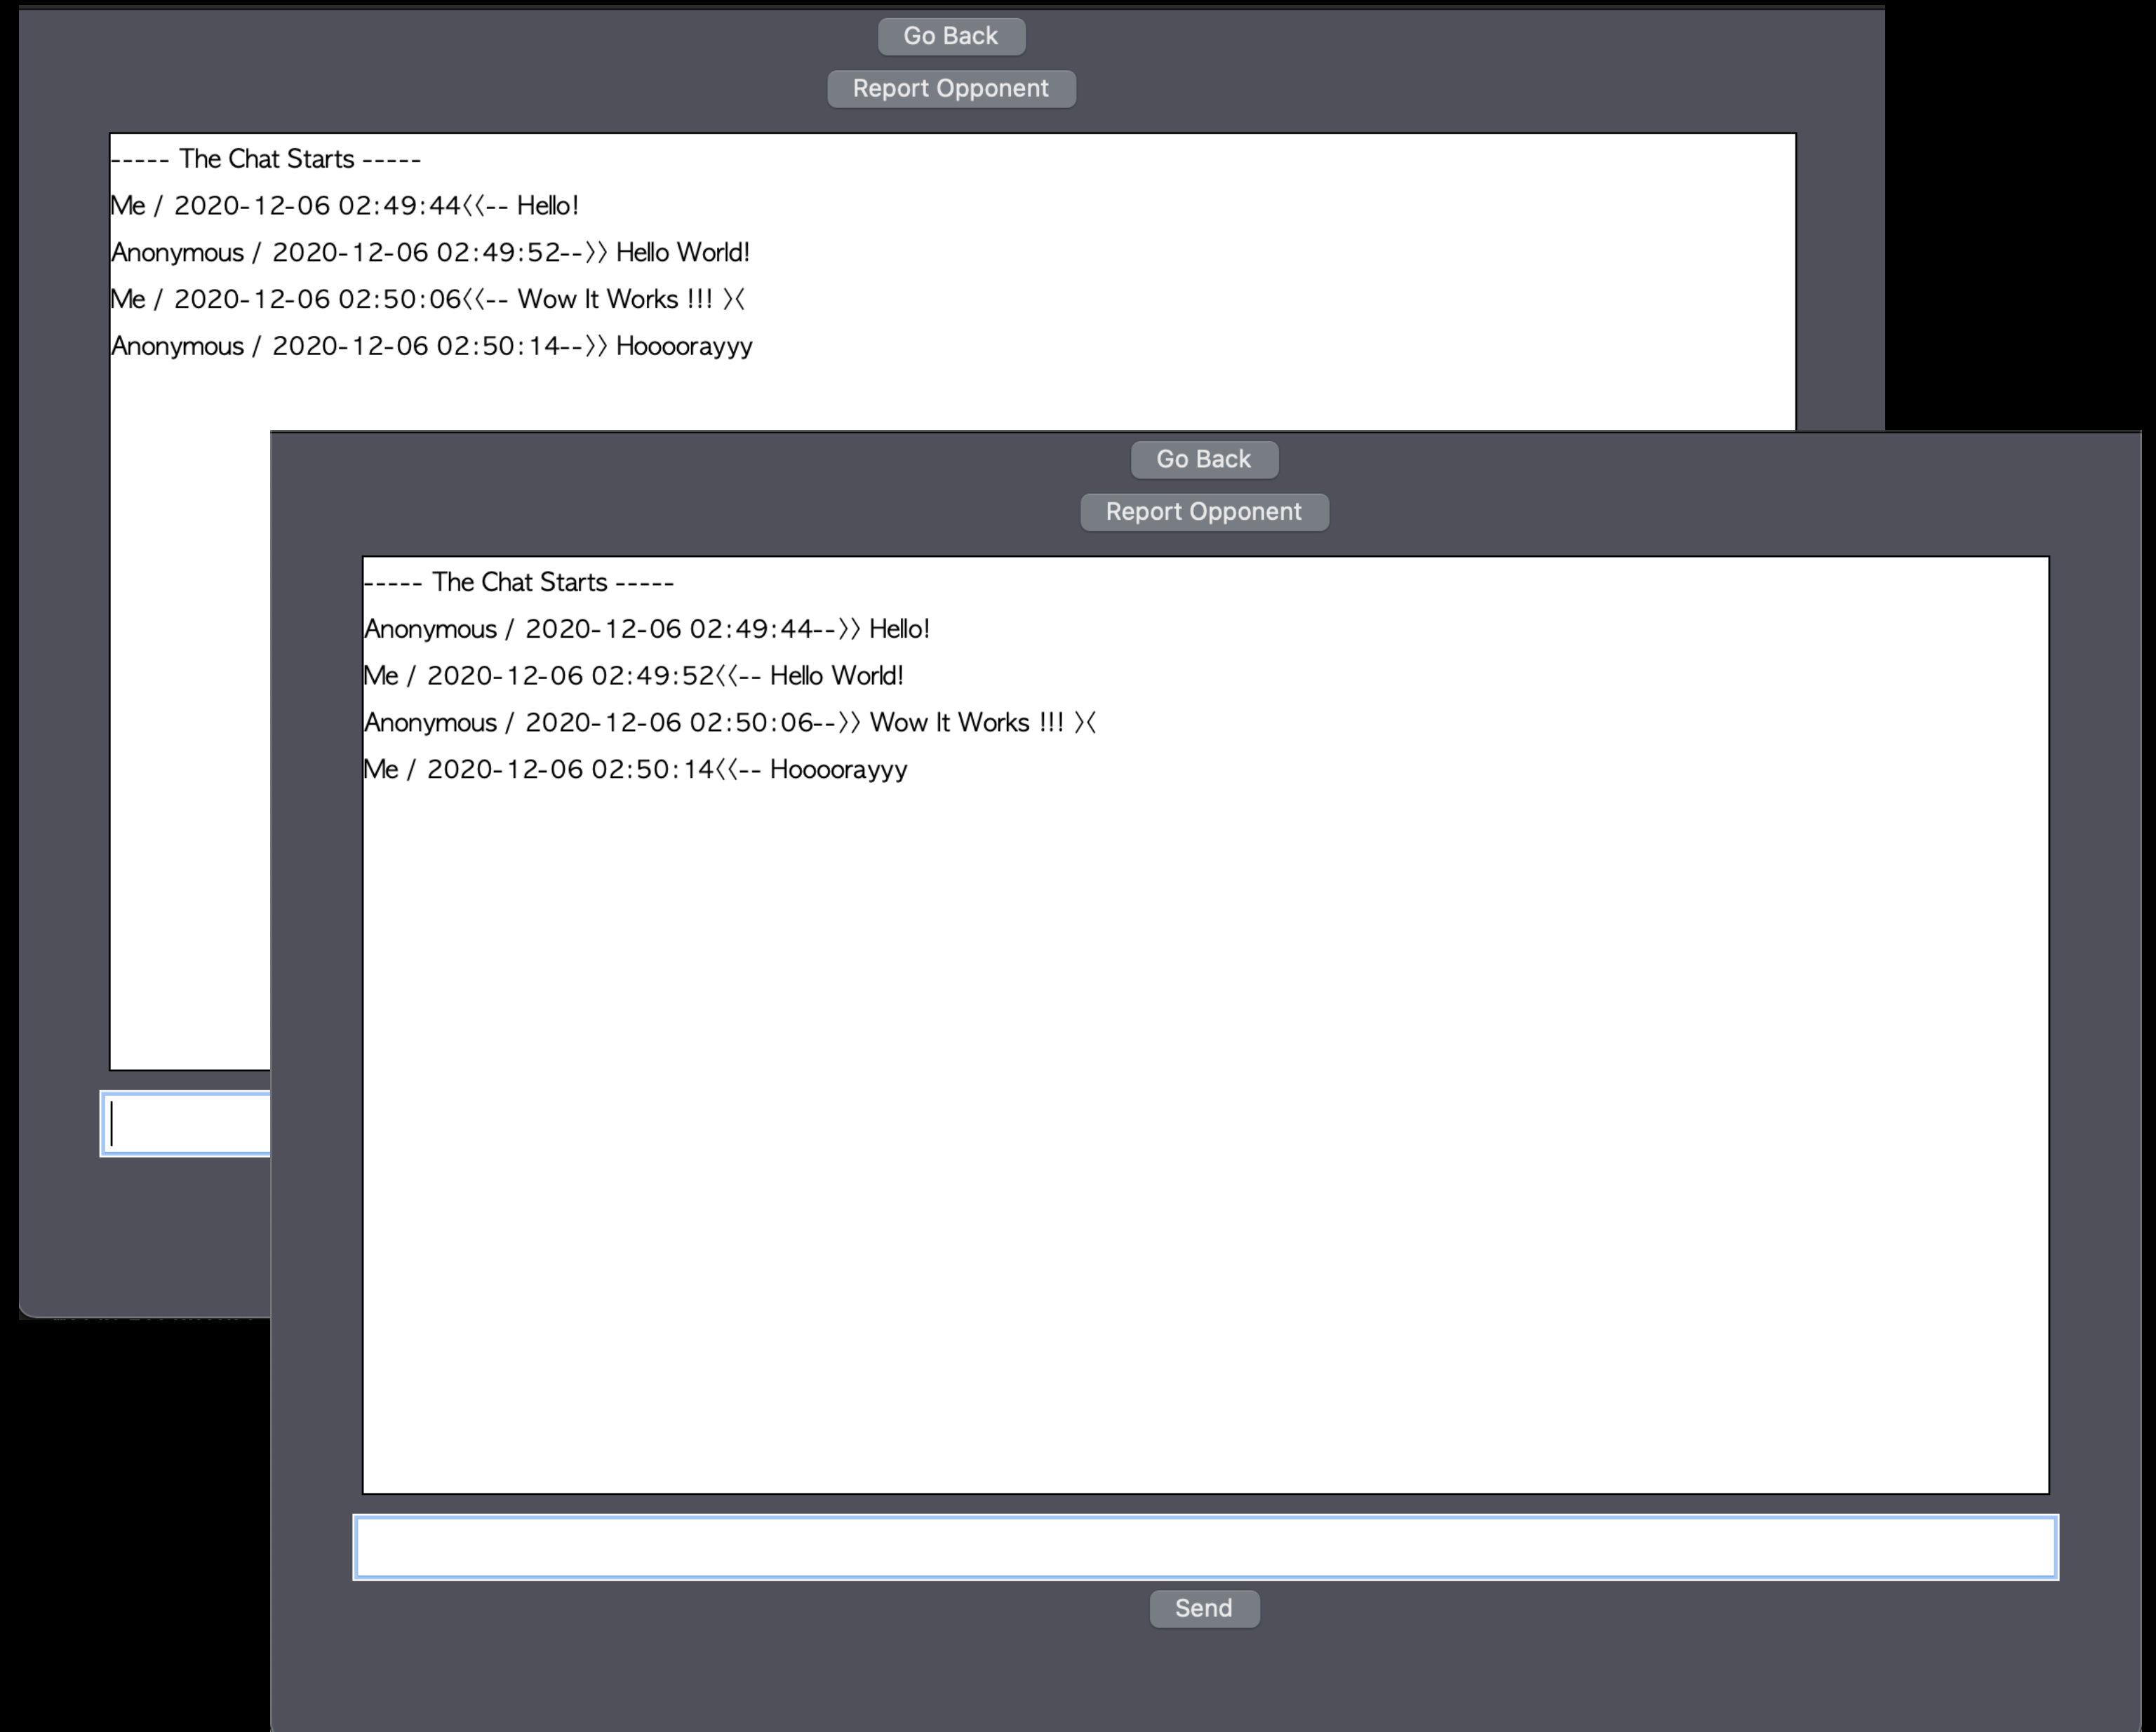 Go Back
Report Opponent
----- The Chat Starts -----
Me / 2020-12-06 02:49:44〈〈-- Hello!
Anonymous / 2020-12-06 02:49:52--〉〉 Hello World!
Me / 2020-12-06 02:50:06〈〈-- Wow It Works !!! 〉〈
Anonymous / 2020-12-06 02:50:14--〉〉 Hoooorayyy
Go Back
Report Opponent
----- The Chat Starts -----
Anonymous / 2020-12-06 02:49:44--〉〉 Hello!
Me / 2020-12-06 02:49:52〈〈-- Hello World!
Anonymous / 2020-12-06 02:50:06--〉〉 Wow It Works !!! 〉〈
Me / 2020-12-06 02:50:14〈〈-- Hoooorayyy
Send